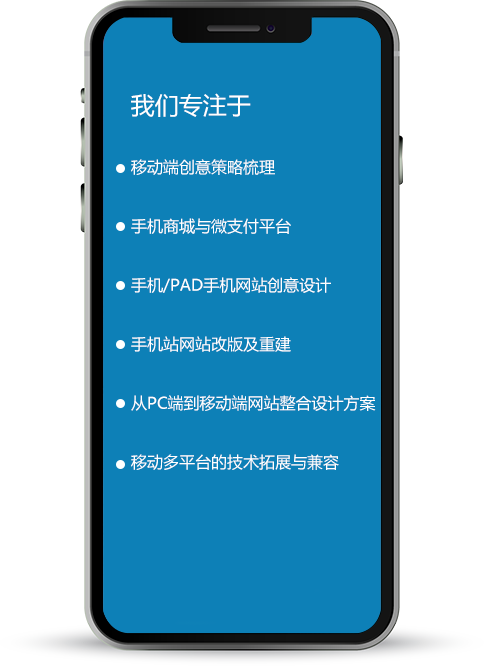 我们专注于
移动端创意策略梳理
手机商城与微支付平台
手机/PAD手机网站创意设计
手机站网站改版及重建
从PC端到移动端网站整合设计方案
移动多平台的技术拓展与兼容